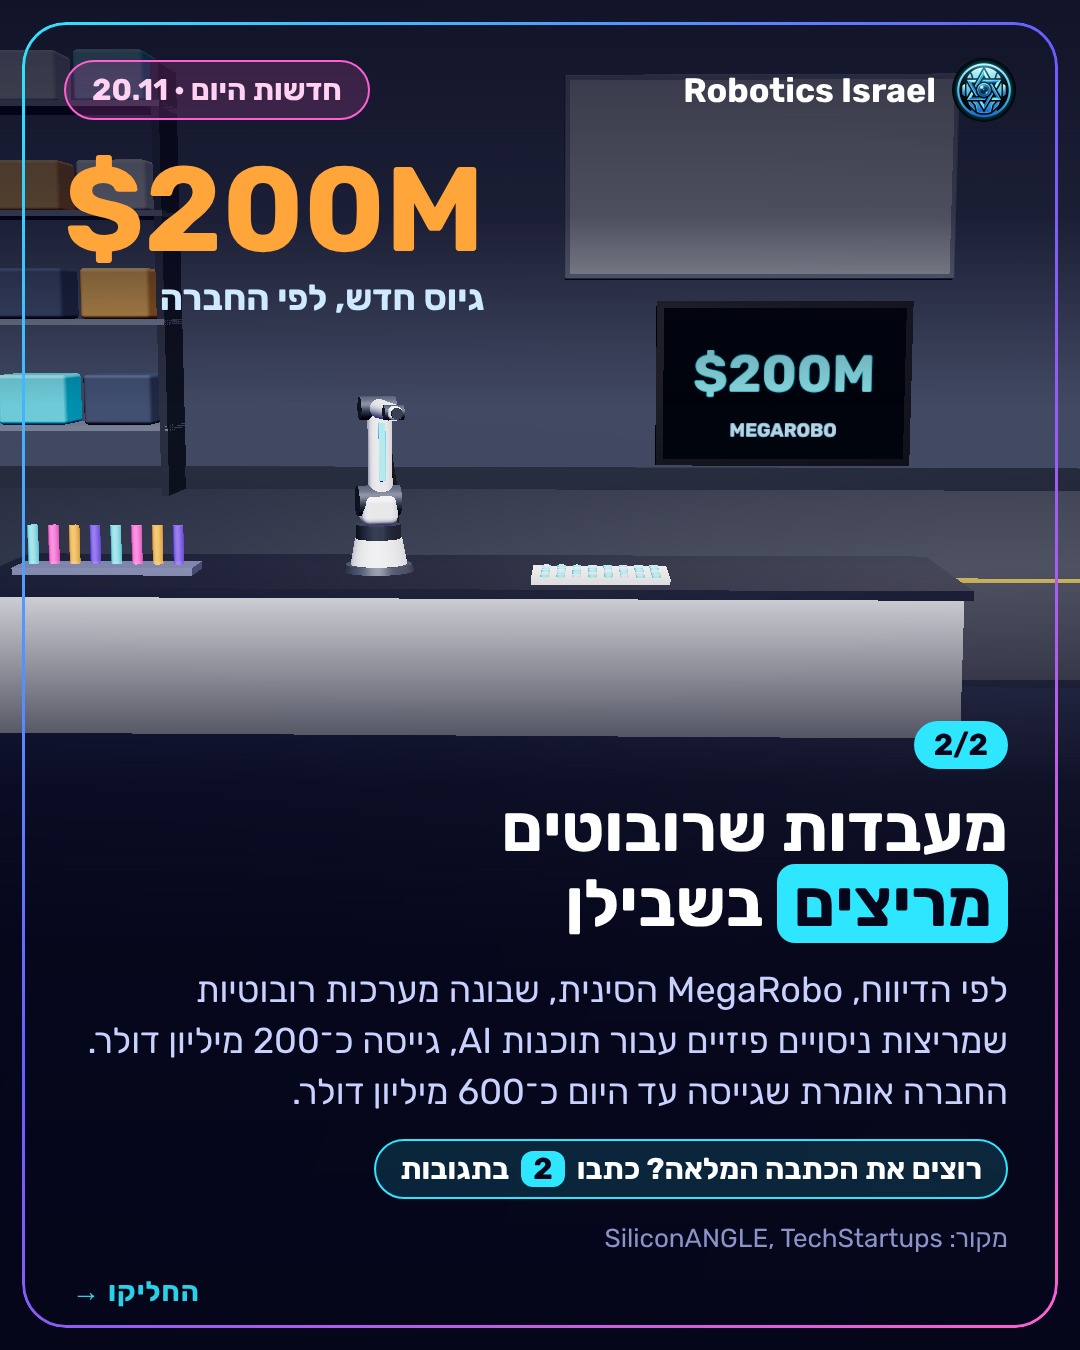 Robotics Israel
חדשות היום • 20.11
$200M
גיוס חדש, לפי החברה
$200M
MEGAROBO
2/2
מעבדות שרובוטים
מריצים בשבילן
לפי הדיווח, MegaRobo הסינית, שבונה מערכות רובוטיות
שמריצות ניסויים פיזיים עבור תוכנות AI, גייסה כ־200 מיליון דולר.
החברה אומרת שגייסה עד היום כ־600 מיליון דולר.
רוצים את הכתבה המלאה? כתבו 2 בתגובות
מקור: SiliconANGLE, TechStartups
החליקו →